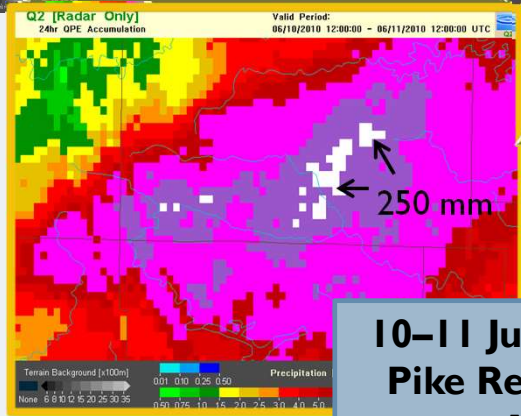 Q2 [Radar Only]
24hr QPE Accumulation
Valid Period:
06/10/2010 12:00:00 - 06/11/2010 12:00:00 UTC
250 mm
10–11 Ju
Pike Re
Terrain Background [x100m]
None 6 8 10 12 15 20 25 30 35
Precipitation
0.01 0.10 0.25 0.50
0.50 .75 1.0 1.5 2.0 2.5 3.0 4.0 5.0